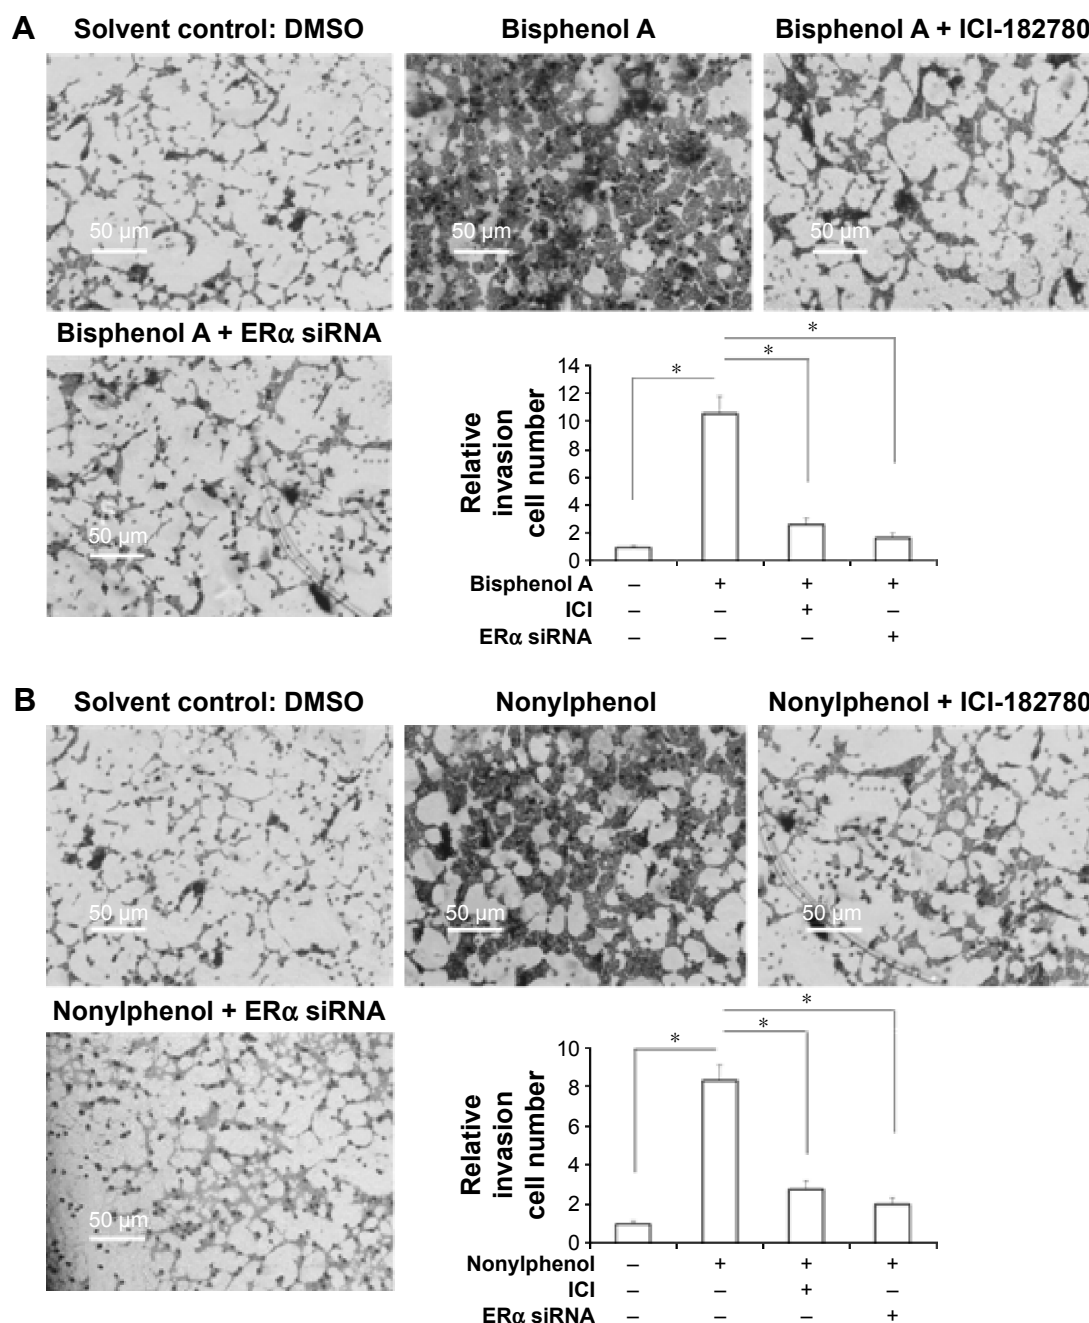 A
Solvent control: DMSO
Bisphenol A
Bisphenol A + ICI-182780
50 µm
50 µm
50 µm
Bisphenol A + ERα siRNA
50 µm
Relative
invasion
cell number
14
12
10
8
6
4
2
0
*
*
*
Bisphenol A – + + +
ICI – – + –
ERα siRNA – – – +
B
Solvent control: DMSO
Nonylphenol
Nonylphenol + ICI-182780
50 µm
50 µm
50 µm
Nonylphenol + ERα siRNA
50 µm
Relative
invasion
cell number
10
8
6
4
2
0
*
*
*
Nonylphenol – + + +
ICI – – + –
ERα siRNA – – – +